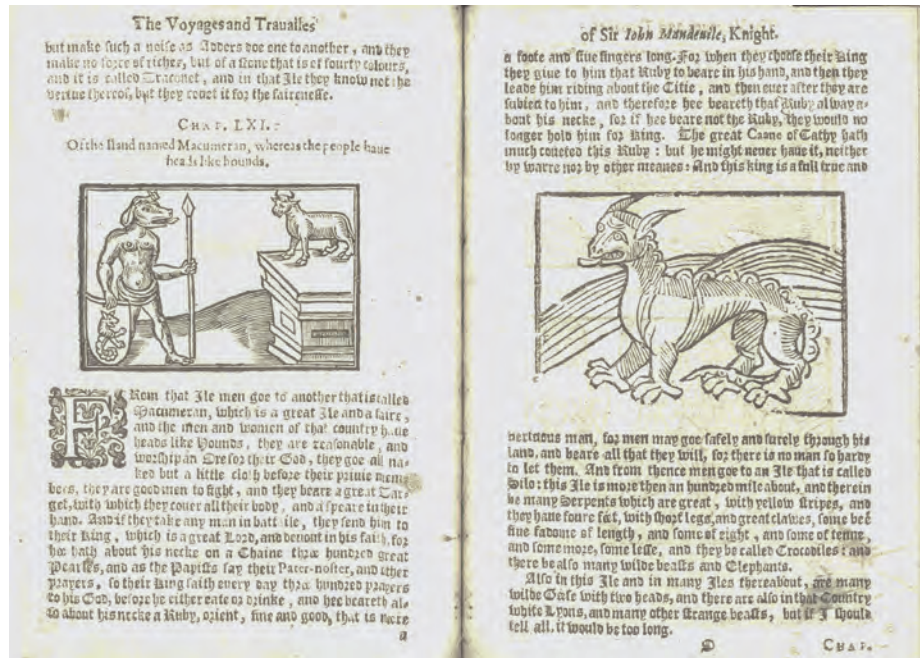 The Voyages and Trauailes
but make such a noise as Adders doe one to another, and they
make no force of riches, but of a stone that is of fourty colours,
and it is called Traconet, and in that Ile they know not the
vertue thereof, but they couet it for the fairenesse.
CHAP. LXI.
Of the Iland named Macumeran, whereas the people haue
heads like hounds.
FRom that Ile men goe to another that is called
Macumeran, which is a great Ile and a faire,
and the men and women of that country haue
heads like Hounds, they are reasonable, and
worship an Oxe for their God, they goe all na-
ked but a little cloth before their priuie mem-
bers, they are good men to fight, and they beare a great Tar-
get, with which they couer all their body, and a speare in their
hand. And if they take any man in battaile, they send him to
their King, which is a great Lord, and deuout in his faith, for
hee hath about his necke on a Chaine three hundred great
Pearles, and as the Papists say their Pater-noster, and other
prayers, so their King saith euery day three hundred prayers
to his God, before he either eate or drinke, and hee beareth al-
so about his necke a Ruby, orient, fine and good, that is neere
a
of Sir Iohn Mandeuile, Knight.
a foote and fiue fingers long. For when they choose their King
they giue to him that Ruby to beare in his hand, and then they
leade him riding about the Citie, and then euer after they are
subiect to him, and therefore hee beareth that Ruby alway a-
bout his necke, for if hee beare not the Ruby, they would no
longer hold him for King. The great Cane of Cathy hath
much coueted this Ruby: but he might neuer haue it, neither
by warre nor by other meanes: And this king is a full true and
vertuous man, for men may goe safely and surely through his
land, and beare all that they will, for there is no man so hardy
to let them. And from thence men goe to an Ile that is called
Silo: this Ile is more then an hundred mile about, and therein
be many Serpents which are great, with yellow stripes, and
they haue foure feet, with short legs, and great clawes, some bee
fiue fadome of length, and some of eight, and some of tenne,
and some more, some lesse, and they be called Crocodiles: and
there be also many wilde beasts and Elephants.
Also in this Ile and in many Iles thereabout, are many
wilde Gese with two heads, and there are also in that Country
white Lyons, and many other strange beasts, but if I should
tell all, it would be too long.
CHAP.